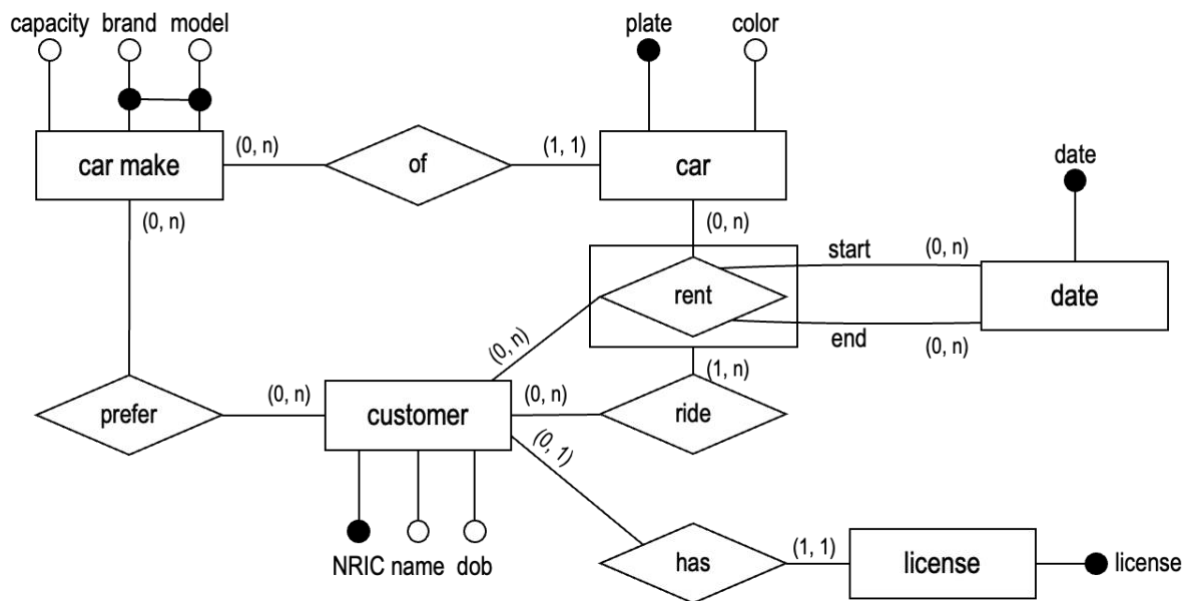 capacity brand model
plate color
car make (0, n) of (1, 1) car
date
(0, n)
(0, n)
start (0, n)
rent
date
end (0, n)
(0, n)
(1, n)
prefer (0, n) customer (0, n) ride
(0, 1)
NRIC name dob
has (1, 1) license license